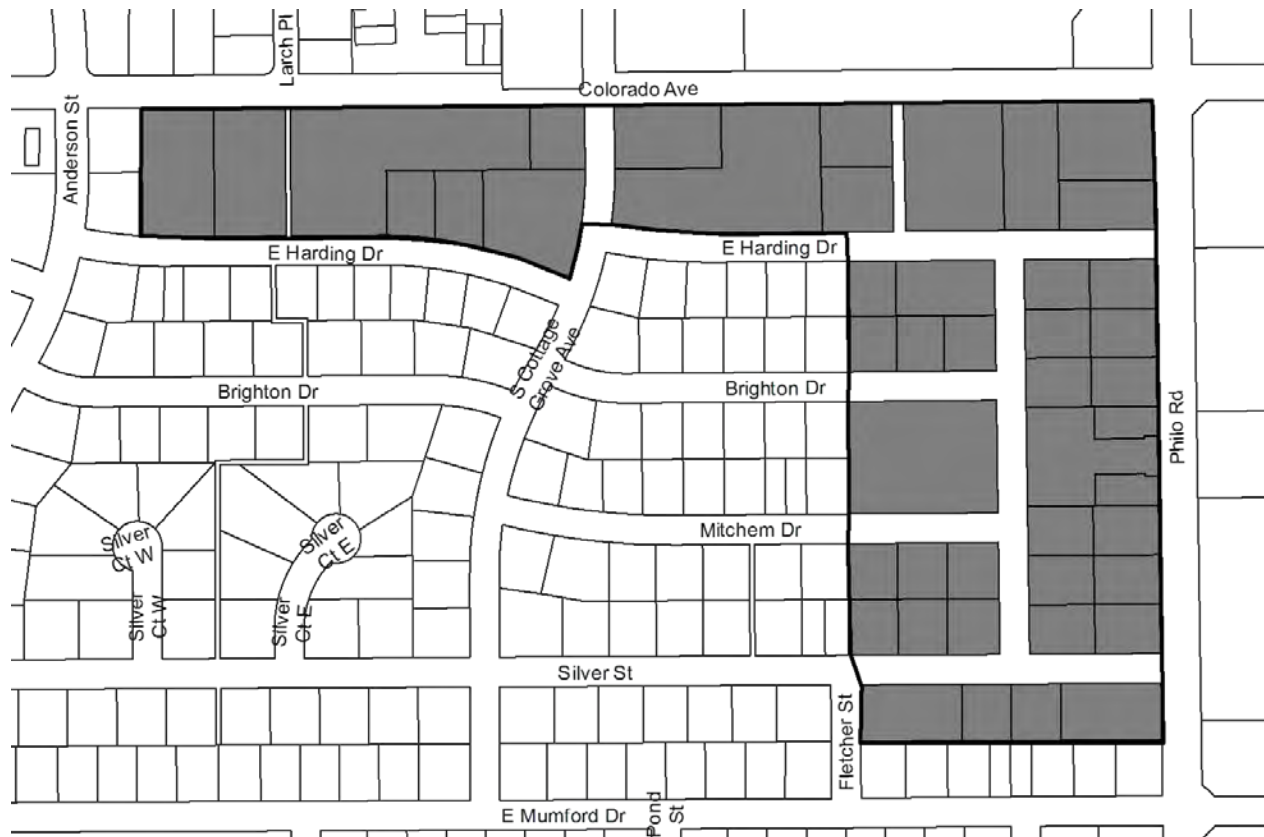 Larch Pl
Colorado Ave
Anderson St
E Harding Dr
E Harding Dr
S Cottage
Grove Ave
Brighton Dr
Brighton Dr
Philo Rd
Mitchem Dr
Silver
Ct W
Silver
Ct E
Silver
Ct W
Silver
Ct E
Silver St
Fletcher St
E Mumford Dr
Pond
St